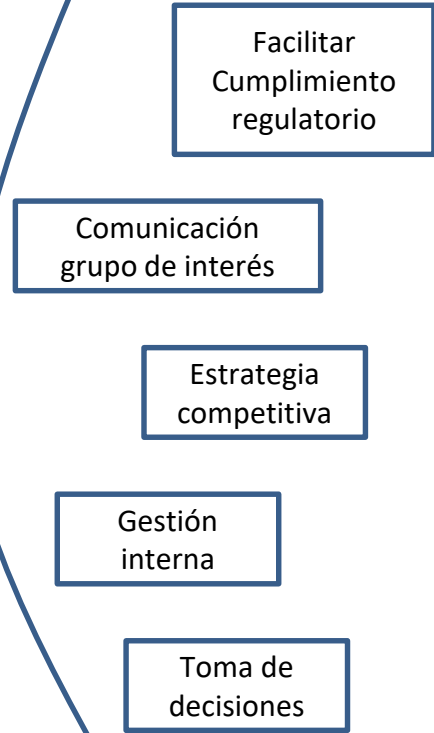 Facilitar
Cumplimiento
regulatorio
Comunicación
grupo de interés
Estrategia
competitiva
Gestión
interna
Toma de
decisiones